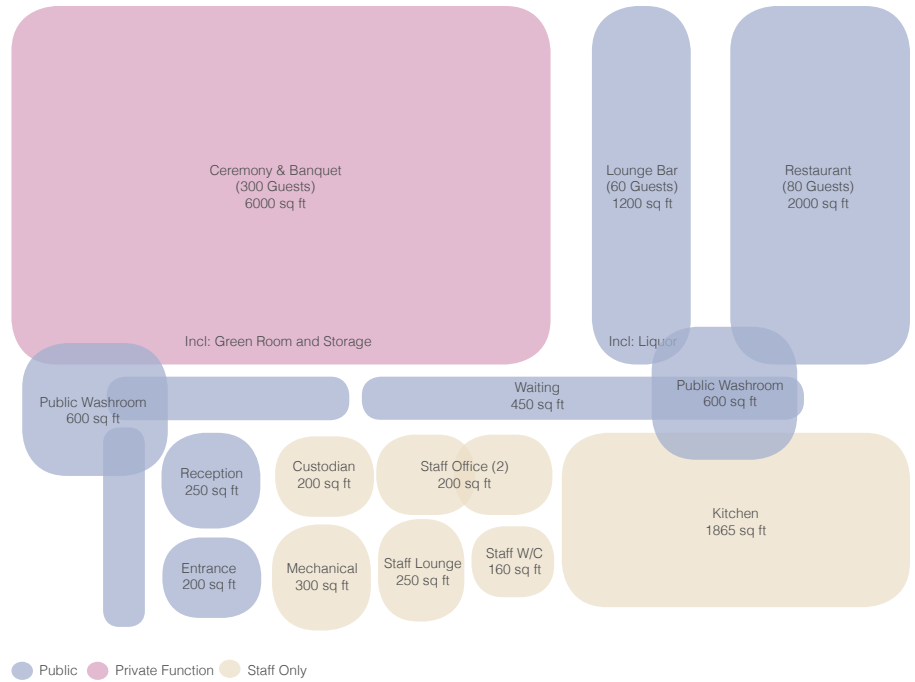 Ceremony & Banquet
(300 Guests)
6000 sq ft
Incl: Green Room and Storage
Lounge Bar
(60 Guests)
1200 sq ft
Incl: Liquor
Restaurant
(80 Guests)
2000 sq ft
Public Washroom
600 sq ft
Waiting
450 sq ft
Public Washroom
600 sq ft
Reception
250 sq ft
Custodian
200 sq ft
Staff Office (2)
200 sq ft
Kitchen
1865 sq ft
Entrance
200 sq ft
Mechanical
300 sq ft
Staff Lounge
250 sq ft
Staff W/C
160 sq ft
Public
Private Function
Staff Only